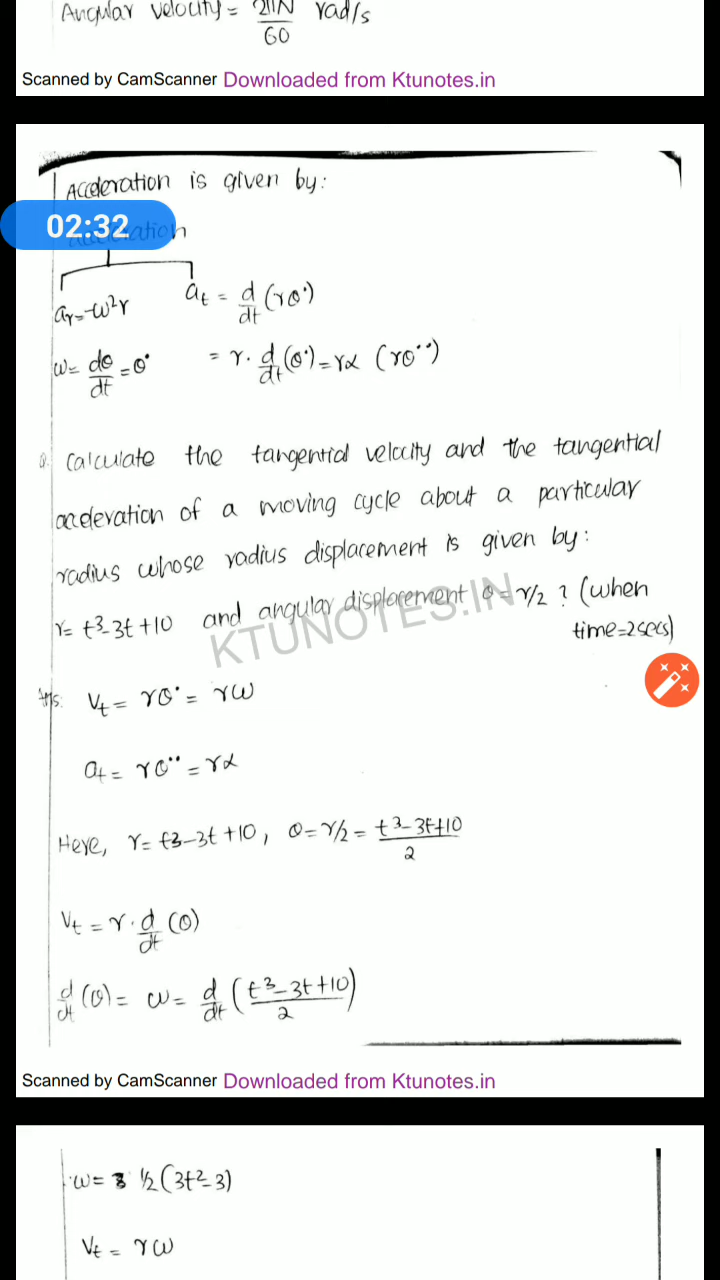 Angular velocity = 2πN/60 rad/s
Scanned by CamScanner Downloaded from Ktunotes.in
Acceleration is given by:
02:32
ar=-ω²r at = d/dt (rθ˙)
ω= dθ/dt =θ˙ = r. d/dt (θ˙)=rα (rθ˙˙)
Q. Calculate the tangential velocity and the tangential
acceleration of a moving cycle about a particular
radius whose radius displacement is given by:
r= t³-3t+10 and angular displacement θ=r/2 ? (when
time=2secs)
KTUNOTES.IN
Ans: Vt = rθ˙ = rω
at = rθ˙˙ = rα
Here, r= t3-3t+10, θ=r/2 = t³-3t+10/2
Vt = r. d/dt (θ)
d/dt (θ)= ω= d/dt (t³-3t+10/2)
Scanned by CamScanner Downloaded from Ktunotes.in
ω= ½(3t²-3)
Vt = rω